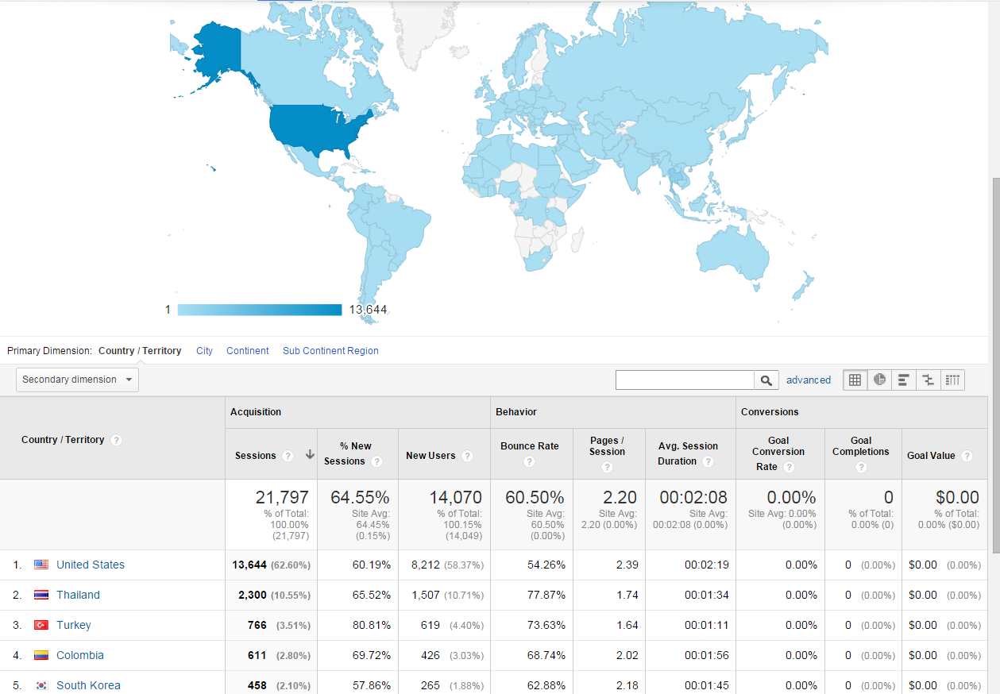 1 13,644
Primary Dimension: Country / Territory City Continent Sub Continent Region
Secondary dimension advanced
Country / Territory ?
Acquisition Behavior Conversions
Sessions ? % New Sessions ? New Users ? Bounce Rate ? Pages / Session ? Avg. Session Duration ? Goal Conversion Rate ? Goal Completions ? Goal Value ?
21,797 64.55% 14,070 60.50% 2.20 00:02:08 0.00% 0 $0.00
% of Total: Site Avg: % of Total: Site Avg: Site Avg: Site Avg: Site Avg: 0.00% % of Total: % of Total:
100.00% 64.45% 100.15% 60.50% 2.20 (0.00%) 00:02:08 (0.00%) (0.00%) 0.00% (0) 0.00% ($0.00)
(21,797) (0.15%) (14,049) (0.00%)
1. United States 13,644 (62.60%) 60.19% 8,212 (58.37%) 54.26% 2.39 00:02:19 0.00% 0 (0.00%) $0.00 (0.00%)
2. Thailand 2,300 (10.55%) 65.52% 1,507 (10.71%) 77.87% 1.74 00:01:34 0.00% 0 (0.00%) $0.00 (0.00%)
3. Turkey 766 (3.51%) 80.81% 619 (4.40%) 73.63% 1.64 00:01:11 0.00% 0 (0.00%) $0.00 (0.00%)
4. Colombia 611 (2.80%) 69.72% 426 (3.03%) 68.74% 2.02 00:01:56 0.00% 0 (0.00%) $0.00 (0.00%)
5. South Korea 458 (2.10%) 57.86% 265 (1.88%) 62.88% 2.18 00:01:45 0.00% 0 (0.00%) $0.00 (0.00%)